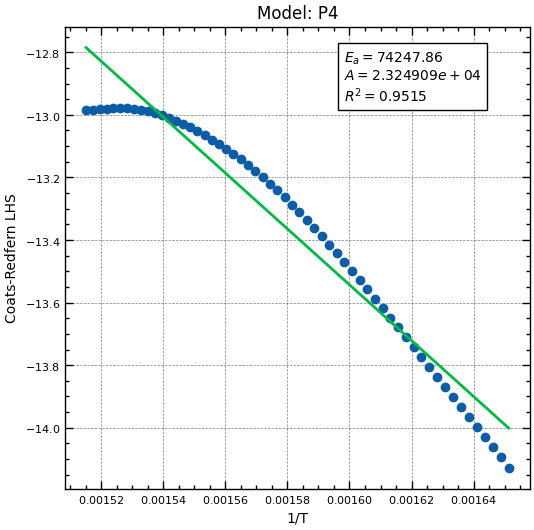 Model: P4
−12.8
−13.0
−13.2
−13.4
−13.6
−13.8
−14.0
Coats-Redfern LHS
E_a = 74247.86
A = 2.324909e + 04
R^2 = 0.9515
0.00152 0.00154 0.00156 0.00158 0.00160 0.00162 0.00164
1/T